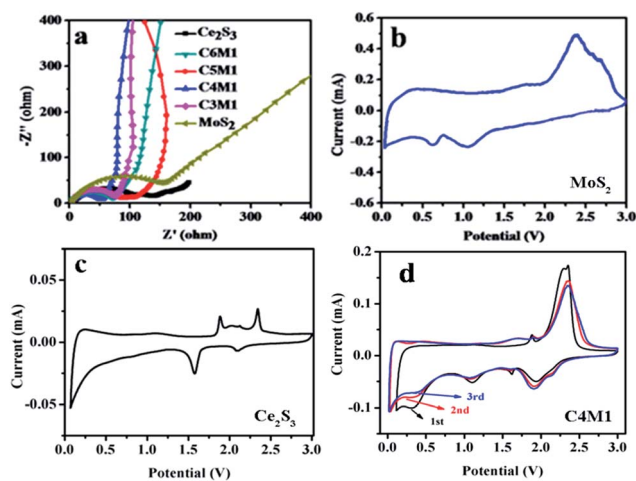 a
-Z'' (ohm)
400
300
200
100
0
0 100 200 300 400
Z' (ohm)
Ce2S3
C6M1
C5M1
C4M1
C3M1
MoS2
b
Current (mA)
0.6
0.4
0.2
0.0
-0.2
-0.4
0.0 0.5 1.0 1.5 2.0 2.5 3.0
Potential (V)
MoS2
c
Current (mA)
0.05
0.00
-0.05
0.0 0.5 1.0 1.5 2.0 2.5 3.0
Potential (V)
Ce2S3
d
Current (mA)
0.2
0.1
0.0
-0.1
0.0 0.5 1.0 1.5 2.0 2.5 3.0
Potential (V)
3rd
2nd
1st
C4M1